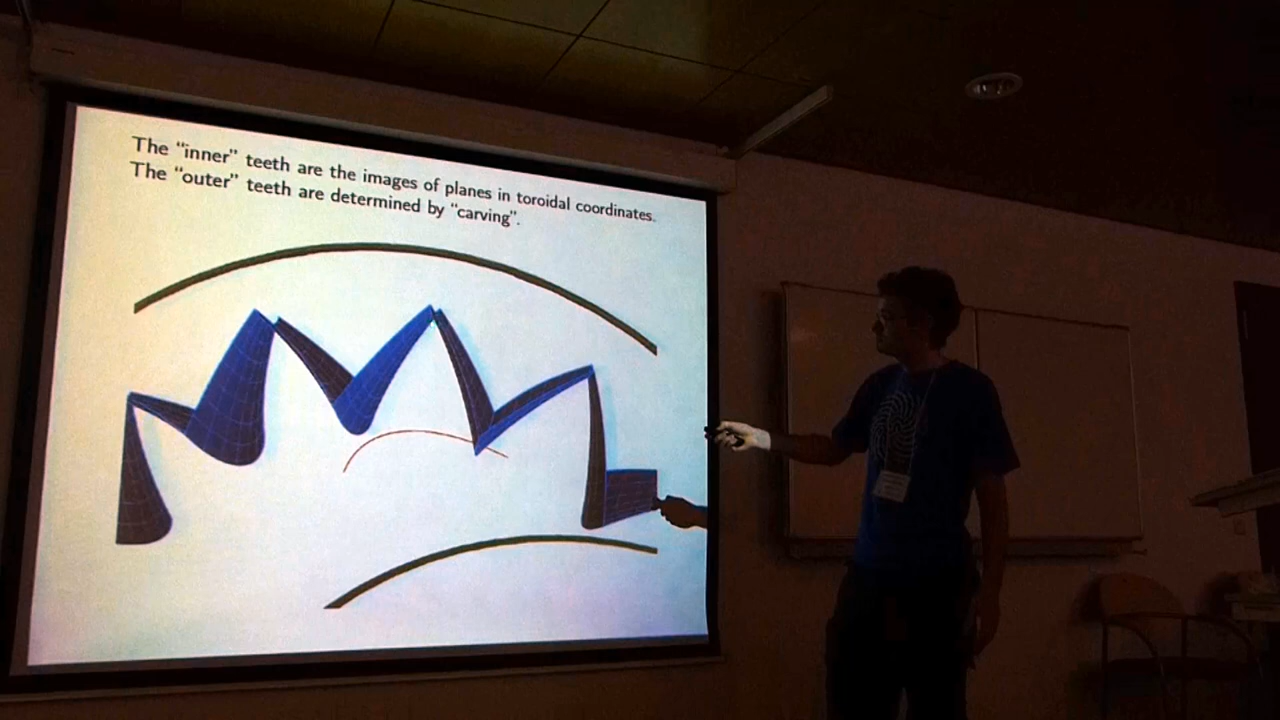 The “inner” teeth are the images of planes in toroidal coordinates.
The “outer” teeth are determined by “carving”.